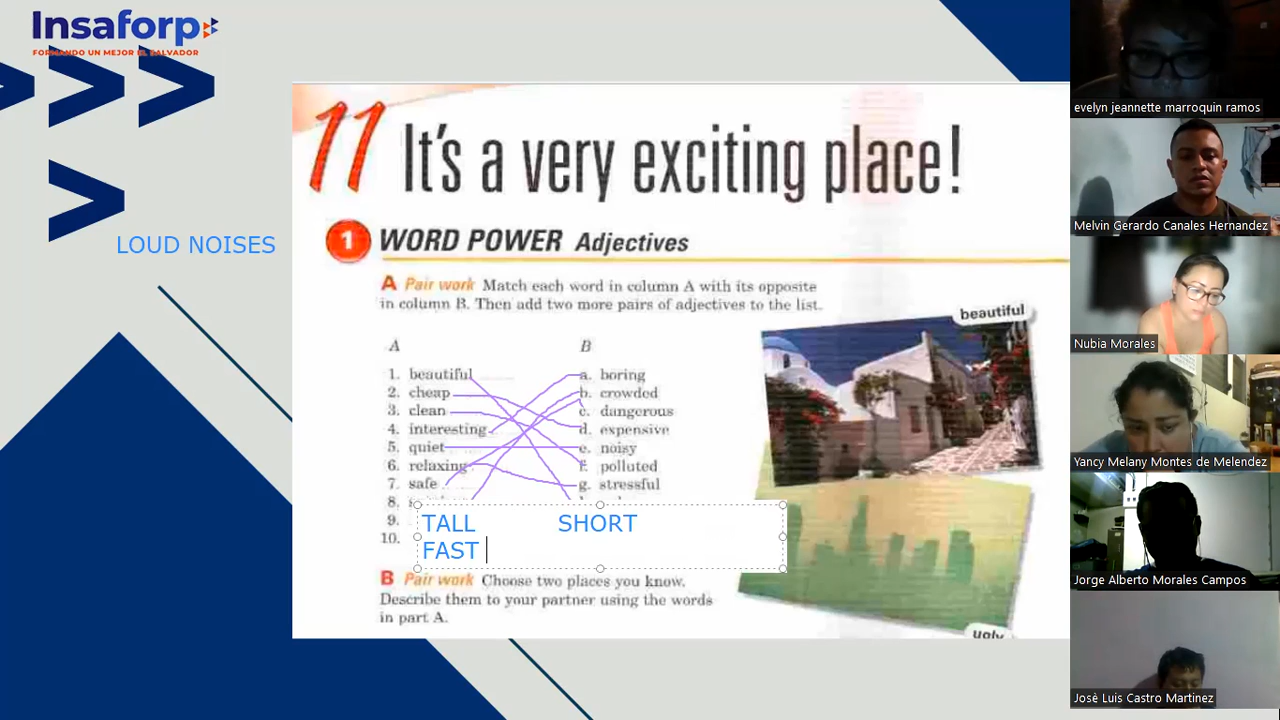 Insaforp
FORMANDO UN MEJOR EL SALVADOR
LOUD NOISES
11 It's a very exciting place!
1 WORD POWER Adjectives
A Pair work Match each word in column A with its opposite
in column B. Then add two more pairs of adjectives to the list.
A B
1. beautiful a. boring
2. cheap b. crowded
3. clean c. dangerous
4. interesting d. expensive
5. quiet e. noisy
6. relaxing f. polluted
7. safe g. stressful
8.
9.
10.
TALL SHORT
FAST
B Pair work Choose two places you know.
Describe them to your partner using the words
in part A.
beautiful
ugly
evelyn jeannette marroquin ramos
Melvin Gerardo Canales Hernandez
Nubia Morales
Yancy Melany Montes de Melendez
Jorge Alberto Morales Campos
Josè Luis Castro Martinez